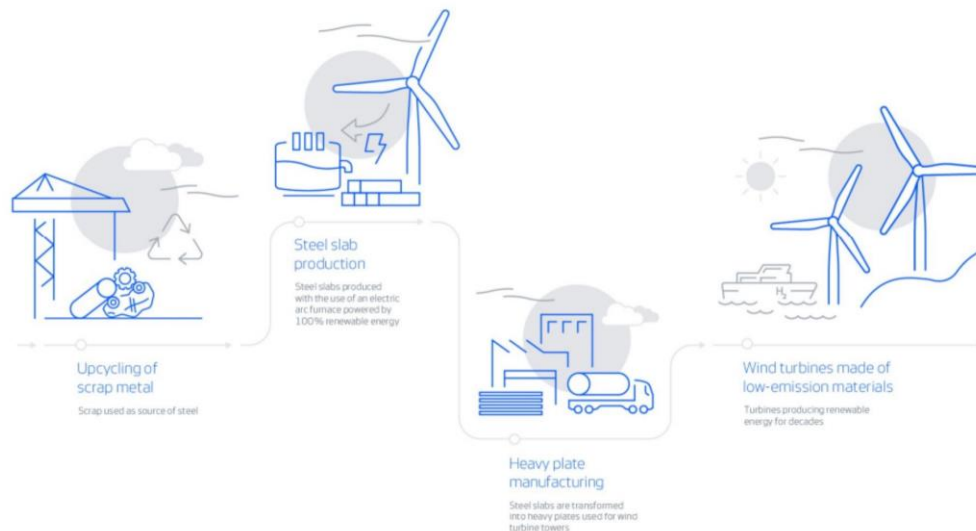 Upcycling of
scrap metal
Scrap used as source of steel
Steel slab
production
Steel slabs produced
with the use of an electric
arc furnace powered by
100% renewable energy
Heavy plate
manufacturing
Steel slabs are transformed
into heavy plates used for wind
turbine towers
H₂
Wind turbines made of
low-emission materials
Turbines producing renewable
energy for decades